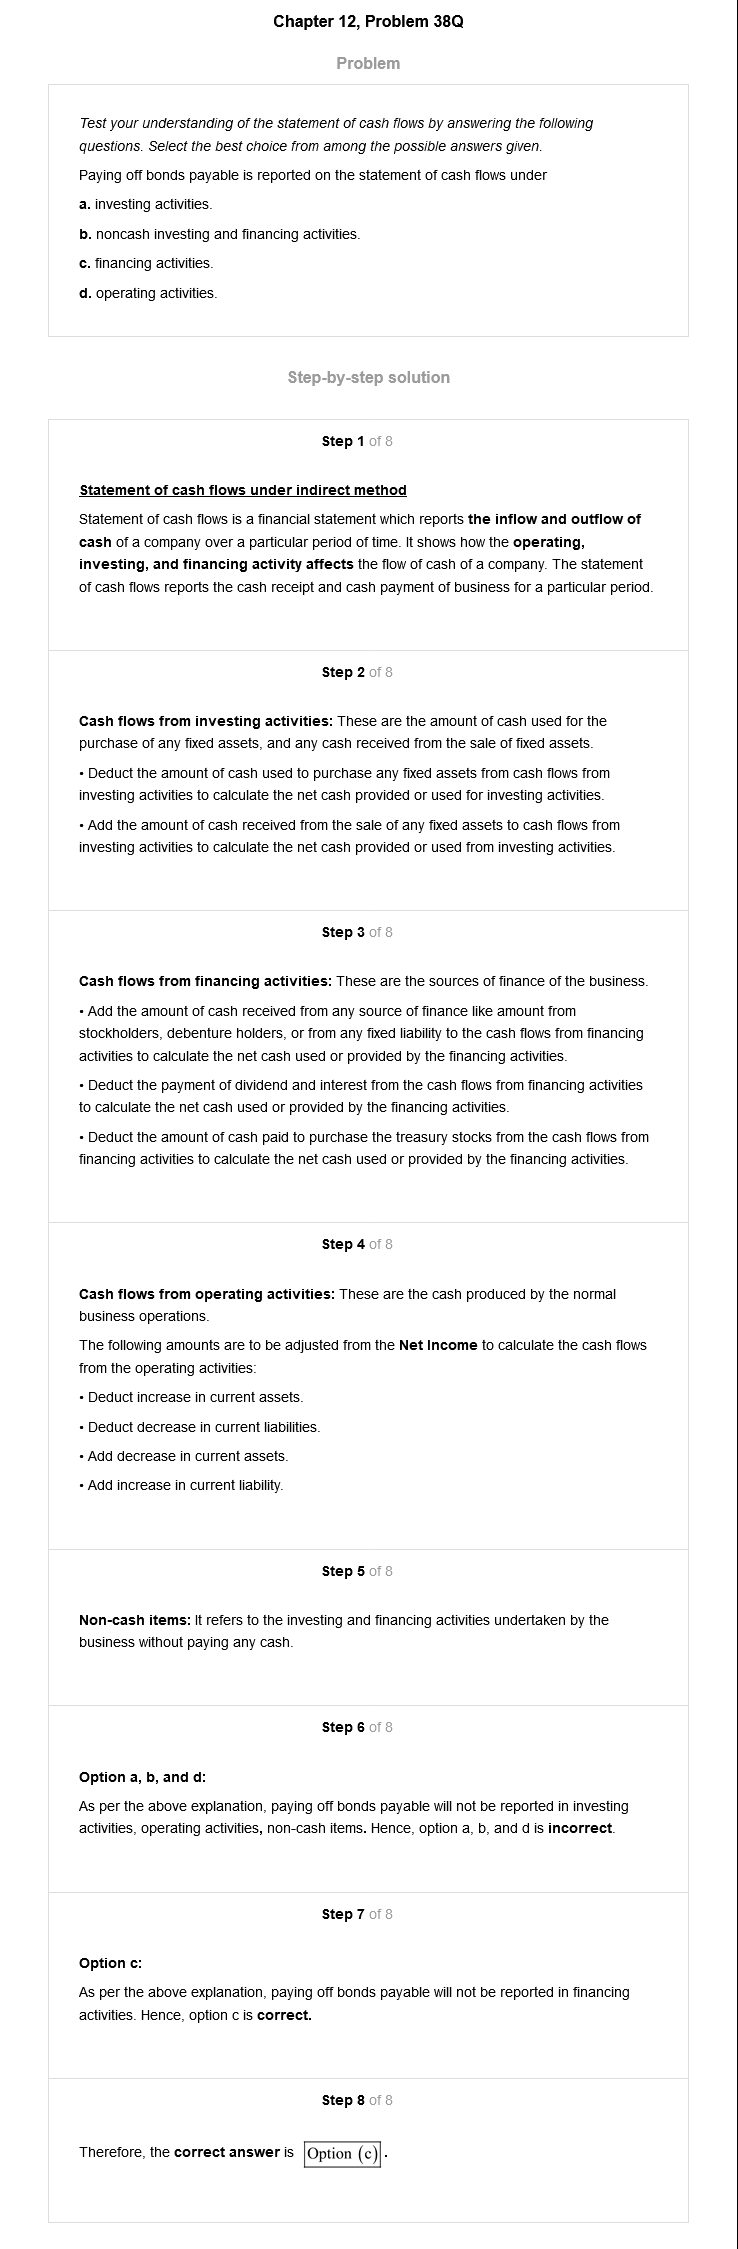 Chapter 12, Problem 38Q
Problem
Test your understanding of the statement of cash flows by answering the following
questions. Select the best choice from among the possible answers given.
Paying off bonds payable is reported on the statement of cash flows under
a. investing activities.
b. noncash investing and financing activities.
c. financing activities.
d. operating activities.
Step-by-step solution
Step 1 of 8
Statement of cash flows under indirect method
Statement of cash flows is a financial statement which reports the inflow and outflow of
cash of a company over a particular period of time. It shows how the operating,
investing, and financing activity affects the flow of cash of a company. The statement
of cash flows reports the cash receipt and cash payment of business for a particular period.
Step 2 of 8
Cash flows from investing activities: These are the amount of cash used for the
purchase of any fixed assets, and any cash received from the sale of fixed assets.
• Deduct the amount of cash used to purchase any fixed assets from cash flows from
investing activities to calculate the net cash provided or used for investing activities.
• Add the amount of cash received from the sale of any fixed assets to cash flows from
investing activities to calculate the net cash provided or used from investing activities.
Step 3 of 8
Cash flows from financing activities: These are the sources of finance of the business.
• Add the amount of cash received from any source of finance like amount from
stockholders, debenture holders, or from any fixed liability to the cash flows from financing
activities to calculate the net cash used or provided by the financing activities.
• Deduct the payment of dividend and interest from the cash flows from financing activities
to calculate the net cash used or provided by the financing activities.
• Deduct the amount of cash paid to purchase the treasury stocks from the cash flows from
financing activities to calculate the net cash used or provided by the financing activities.
Step 4 of 8
Cash flows from operating activities: These are the cash produced by the normal
business operations.
The following amounts are to be adjusted from the Net Income to calculate the cash flows
from the operating activities:
• Deduct increase in current assets.
• Deduct decrease in current liabilities.
• Add decrease in current assets.
• Add increase in current liability.
Step 5 of 8
Non-cash items: It refers to the investing and financing activities undertaken by the
business without paying any cash.
Step 6 of 8
Option a, b, and d:
As per the above explanation, paying off bonds payable will not be reported in investing
activities, operating activities, non-cash items. Hence, option a, b, and d is incorrect.
Step 7 of 8
Option c:
As per the above explanation, paying off bonds payable will not be reported in financing
activities. Hence, option c is correct.
Step 8 of 8
Therefore, the correct answer is Option (c).